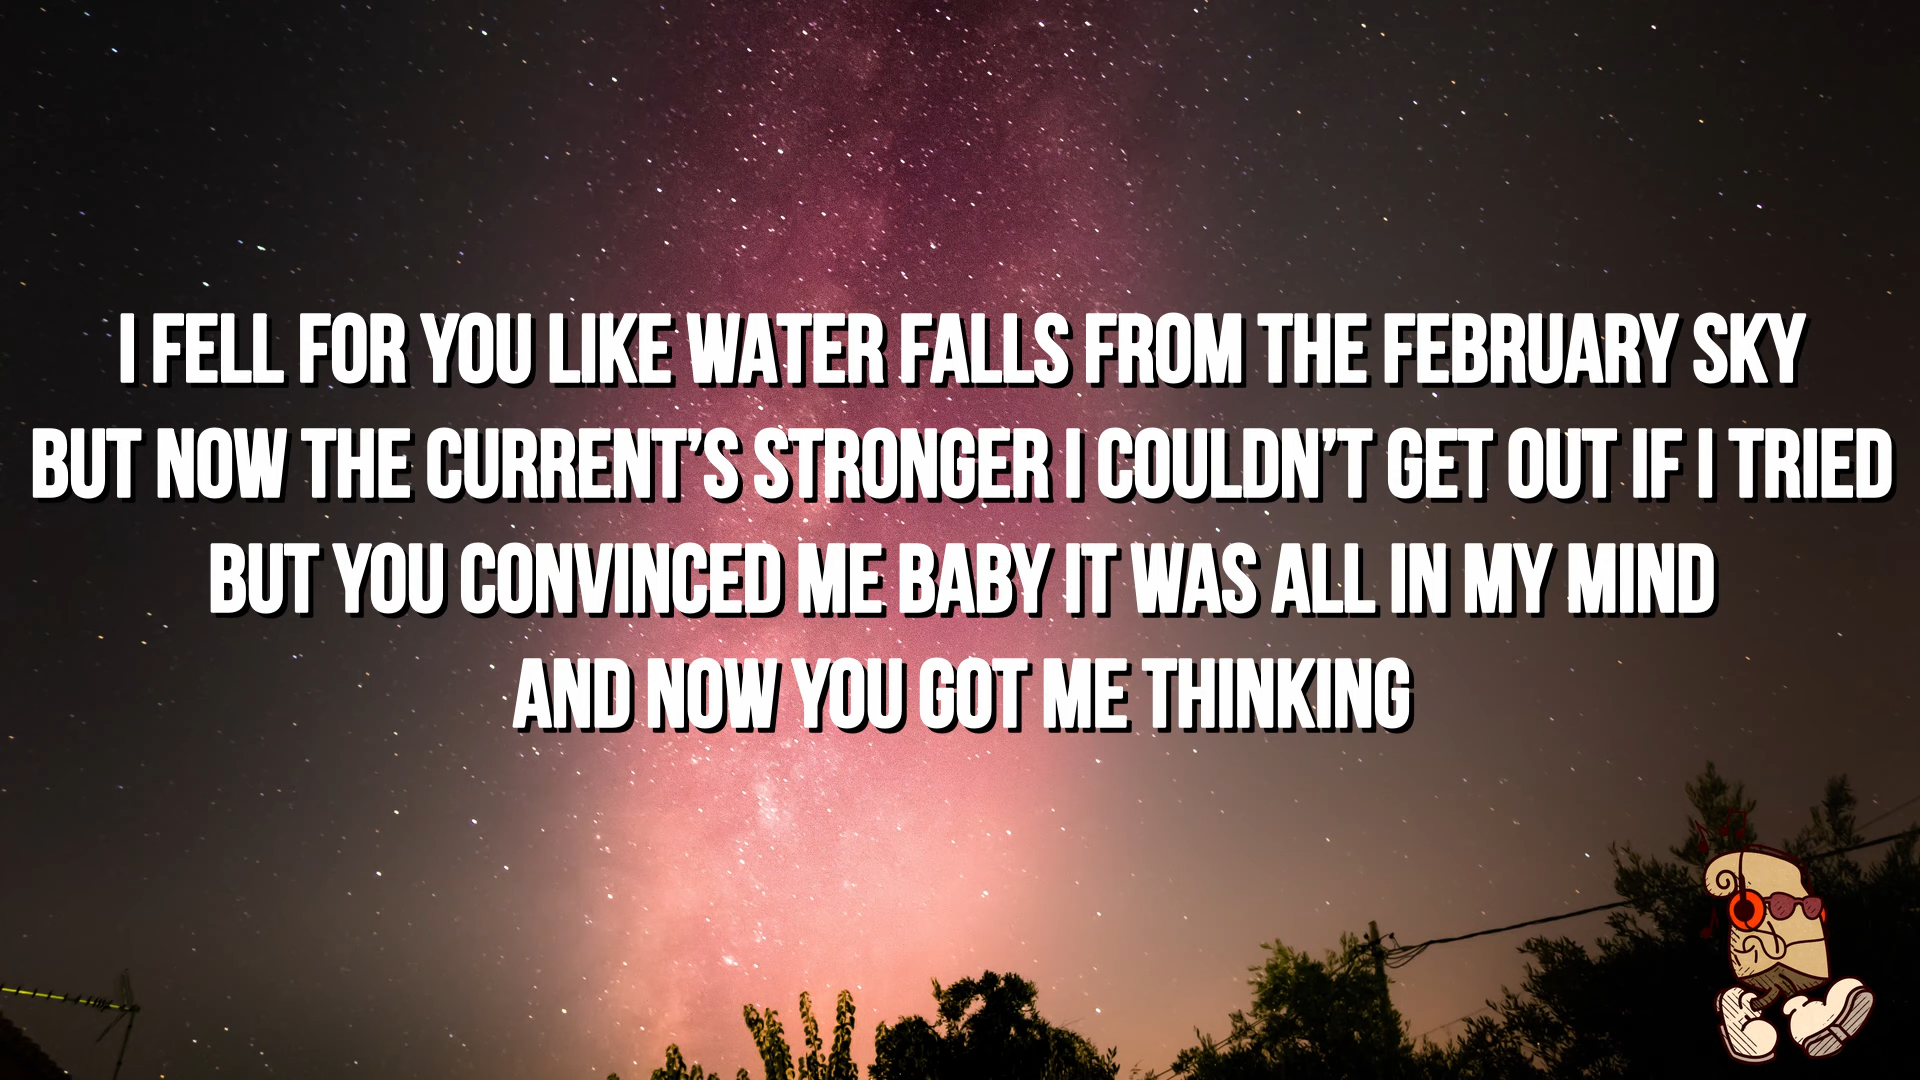 I FELL FOR YOU LIKE WATER FALLS FROM THE FEBRUARY SKY
BUT NOW THE CURRENT’S STRONGER I COULDN’T GET OUT IF I TRIED
BUT YOU CONVINCED ME BABY IT WAS ALL IN MY MIND
AND NOW YOU GOT ME THINKING